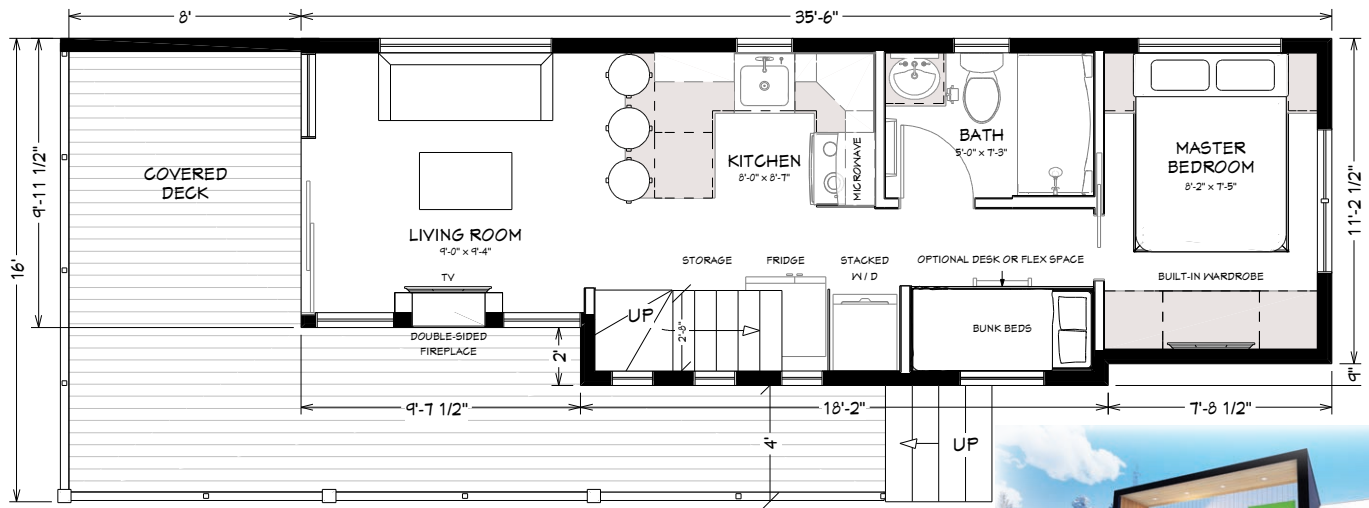 8'
35'-6"
16'
9'-11 1/2"
COVERED
DECK
LIVING ROOM
9'-0" x 9'-4"
TV
DOUBLE-SIDED
FIREPLACE
KITCHEN
8'-0" x 8'-7"
MICROWAVE
BATH
5'-0" x 7'-3"
MASTER
BEDROOM
8'-2" x 7'-5"
11'-2 1/2"
STORAGE
FRIDGE
STACKED
W / D
OPTIONAL DESK OR FLEX SPACE
BUILT-IN WARDROBE
UP
2'-8"
BUNK BEDS
2'
9"
9'-7 1/2"
18'-2"
7'-8 1/2"
4'
UP